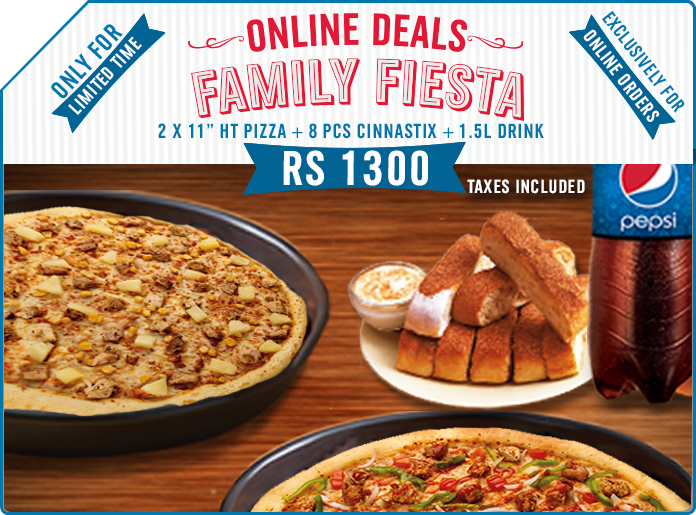 ONLY FOR
LIMITED TIME
ONLINE DEALS
EXCLUSIVELY FOR
ONLINE ORDERS
FAMILY FIESTA
2 X 11” HT PIZZA + 8 PCS CINNASTIX + 1.5L DRINK
RS 1300
TAXES INCLUDED
pepsi